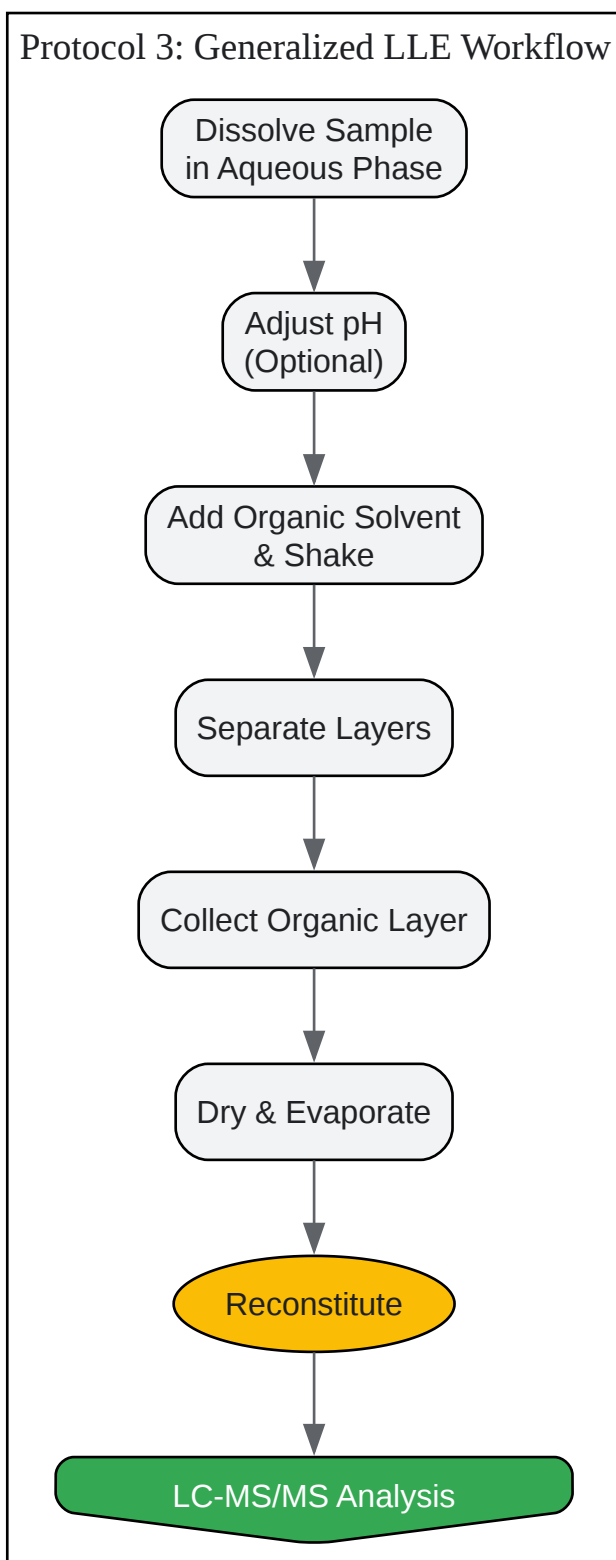 Protocol 3: Generalized LLE Workflow
Dissolve Sample
in Aqueous Phase
Adjust pH
(Optional)
Add Organic Solvent
& Shake
Separate Layers
Collect Organic Layer
Dry & Evaporate
Reconstitute
LC-MS/MS Analysis